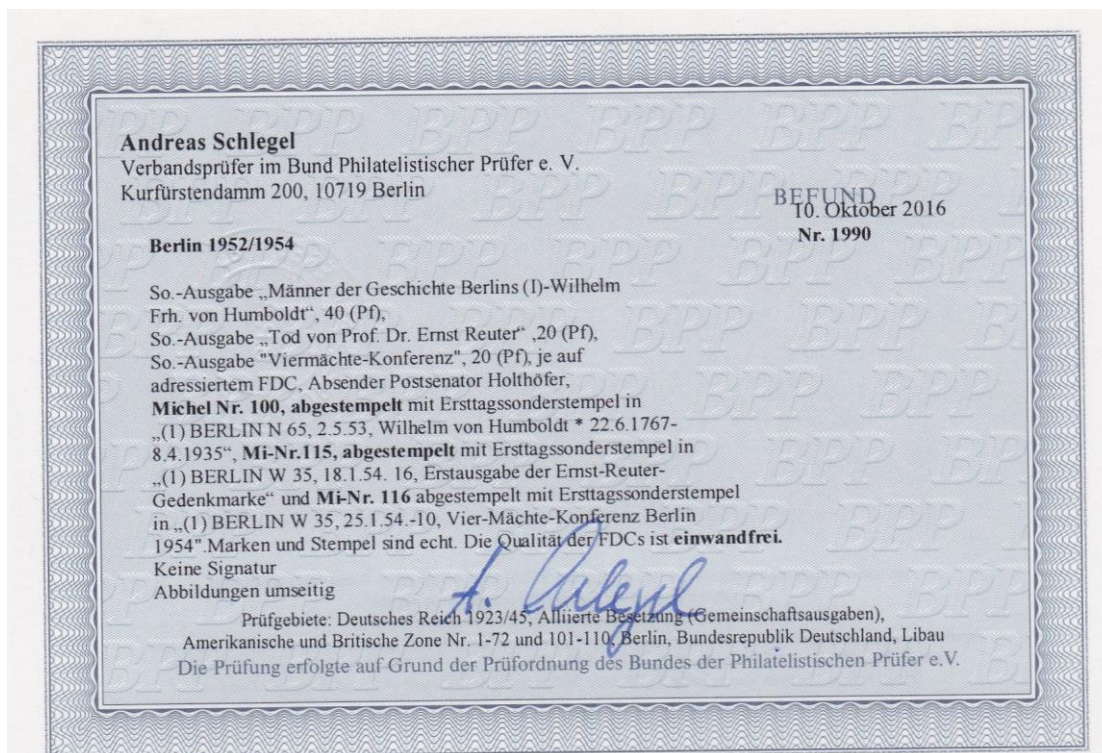 Andreas Schlegel
Verbandsprüfer im Bund Philatelistischer Prüfer e. V.
Kurfürstendamm 200, 10719 Berlin
BEFUND
10. Oktober 2016
Nr. 1990
Berlin 1952/1954
So.-Ausgabe „Männer der Geschichte Berlins (I)-Wilhelm
Frh. von Humboldt“, 40 (Pf),
So.-Ausgabe „Tod von Prof. Dr. Ernst Reuter“ ,20 (Pf),
So.-Ausgabe "Viermächte-Konferenz", 20 (Pf), je auf
adressiertem FDC, Absender Postsenator Holthöfer,
Michel Nr. 100, abgestempelt mit Ersttagssonderstempel in
„(1) BERLIN N 65, 2.5.53, Wilhelm von Humboldt * 22.6.1767-
8.4.1935“, Mi-Nr.115, abgestempelt mit Ersttagssonderstempel in
„(1) BERLIN W 35, 18.1.54. 16, Erstausgabe der Ernst-Reuter-
Gedenkmarke“ und Mi-Nr. 116 abgestempelt mit Ersttagssonderstempel
in „(1) BERLIN W 35, 25.1.54.-10, Vier-Mächte-Konferenz Berlin
1954".Marken und Stempel sind echt. Die Qualität der FDCs ist einwandfrei.
Keine Signatur
Abbildungen umseitig
A. Schlegel
Prüfgebiete: Deutsches Reich 1923/45, Alliierte Besetzung (Gemeinschaftsausgaben),
Amerikanische und Britische Zone Nr. 1-72 und 101-110, Berlin, Bundesrepublik Deutschland, Libau
Die Prüfung erfolgte auf Grund der Prüfordnung des Bundes der Philatelistischen Prüfer e.V.